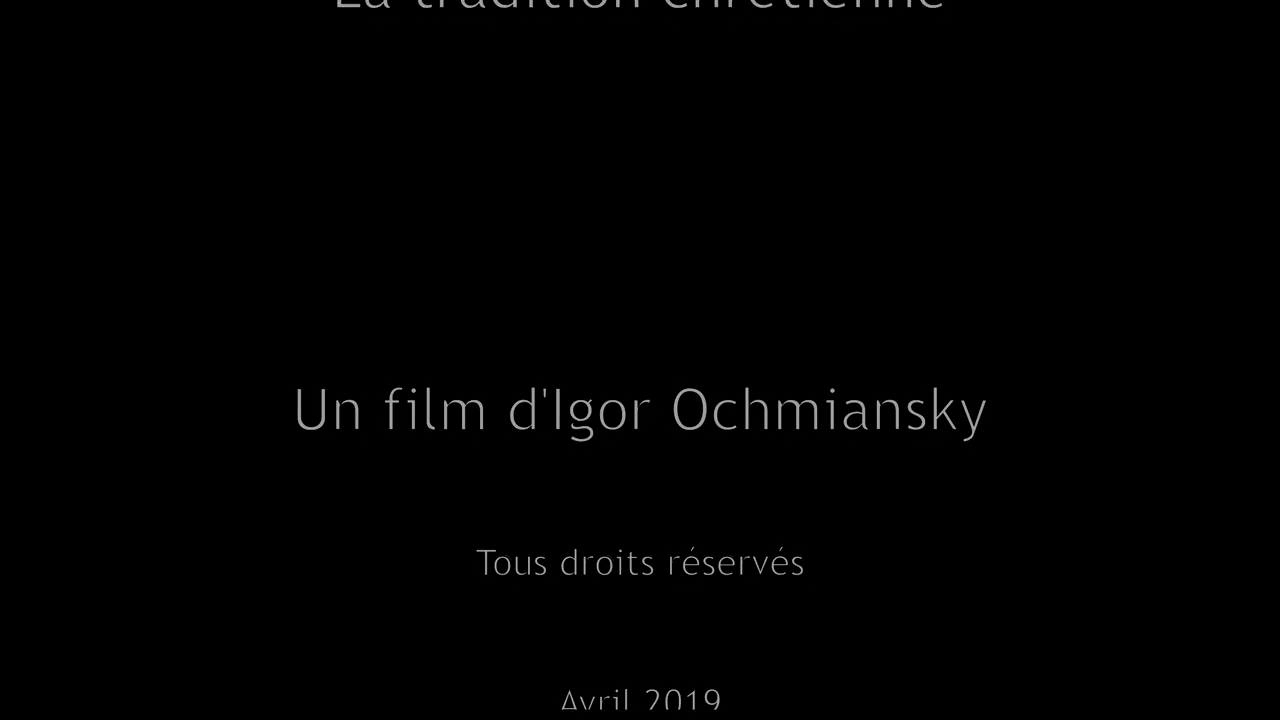 La tradition chrétienne
Un film d'Igor Ochmiansky
Tous droits réservés
Avril 2019